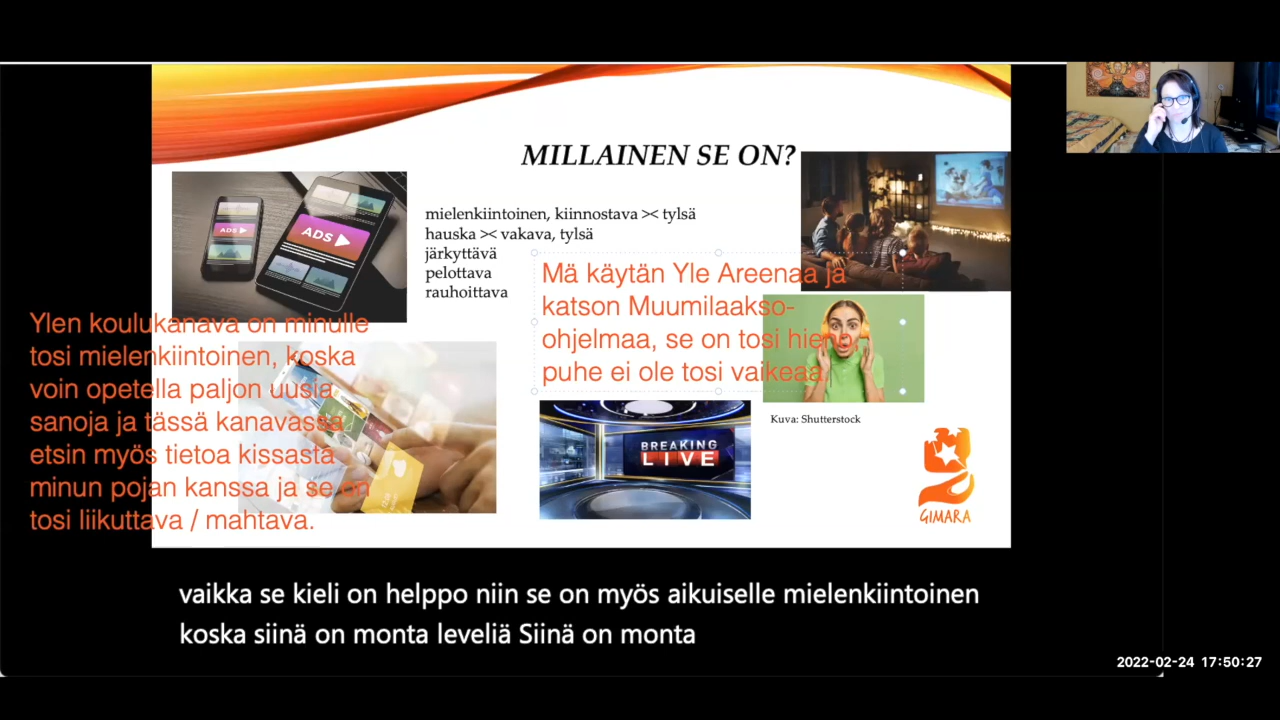 MILLAINEN SE ON?
ADS
ADS
mielenkiintoinen, kiinnostava >< tylsä
hauska >< vakava, tylsä
järkyttävä
pelottava
rauhoittava
Mä käytän Yle Areenaa ja
katson Muumilaakso-
ohjelmaa, se on tosi hieno,
puhe ei ole tosi vaikeaa.
Ylen koulukanava on minulle
tosi mielenkiintoinen, koska
voin opetella paljon uusia
sanoja ja tässä kanavassa
etsin myös tietoa kissasta
minun pojan kanssa ja se on
tosi liikuttava / mahtava.
BREAKING
LIVE
Kuva: Shutterstock
GIMARA
vaikka se kieli on helppo niin se on myös aikuiselle mielenkiintoinen
koska siinä on monta leveliä Siinä on monta
2022-02-24 17:50:27